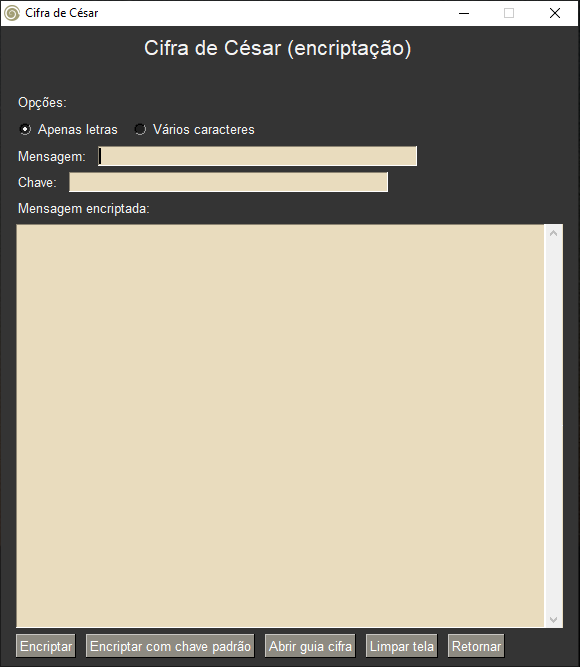 Cifra de César
Cifra de César (encriptação)
Opções:
Apenas letras Vários caracteres
Mensagem:
Chave:
Mensagem encriptada:
Encriptar Encriptar com chave padrão Abrir guia cifra Limpar tela Retornar